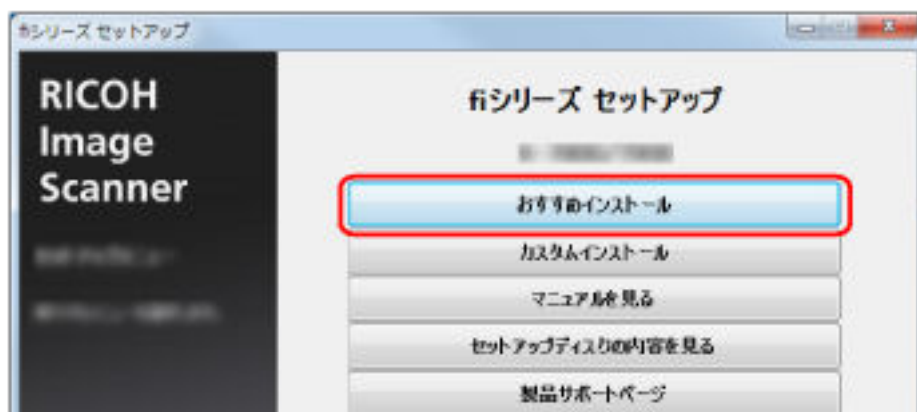 fiシリーズ セットアップ
RICOH
Image
Scanner
fiシリーズ セットアップ
おすすめインストール
カスタムインストール
マニュアルを見る
セットアップディスクの内容を見る
製品サポートページ